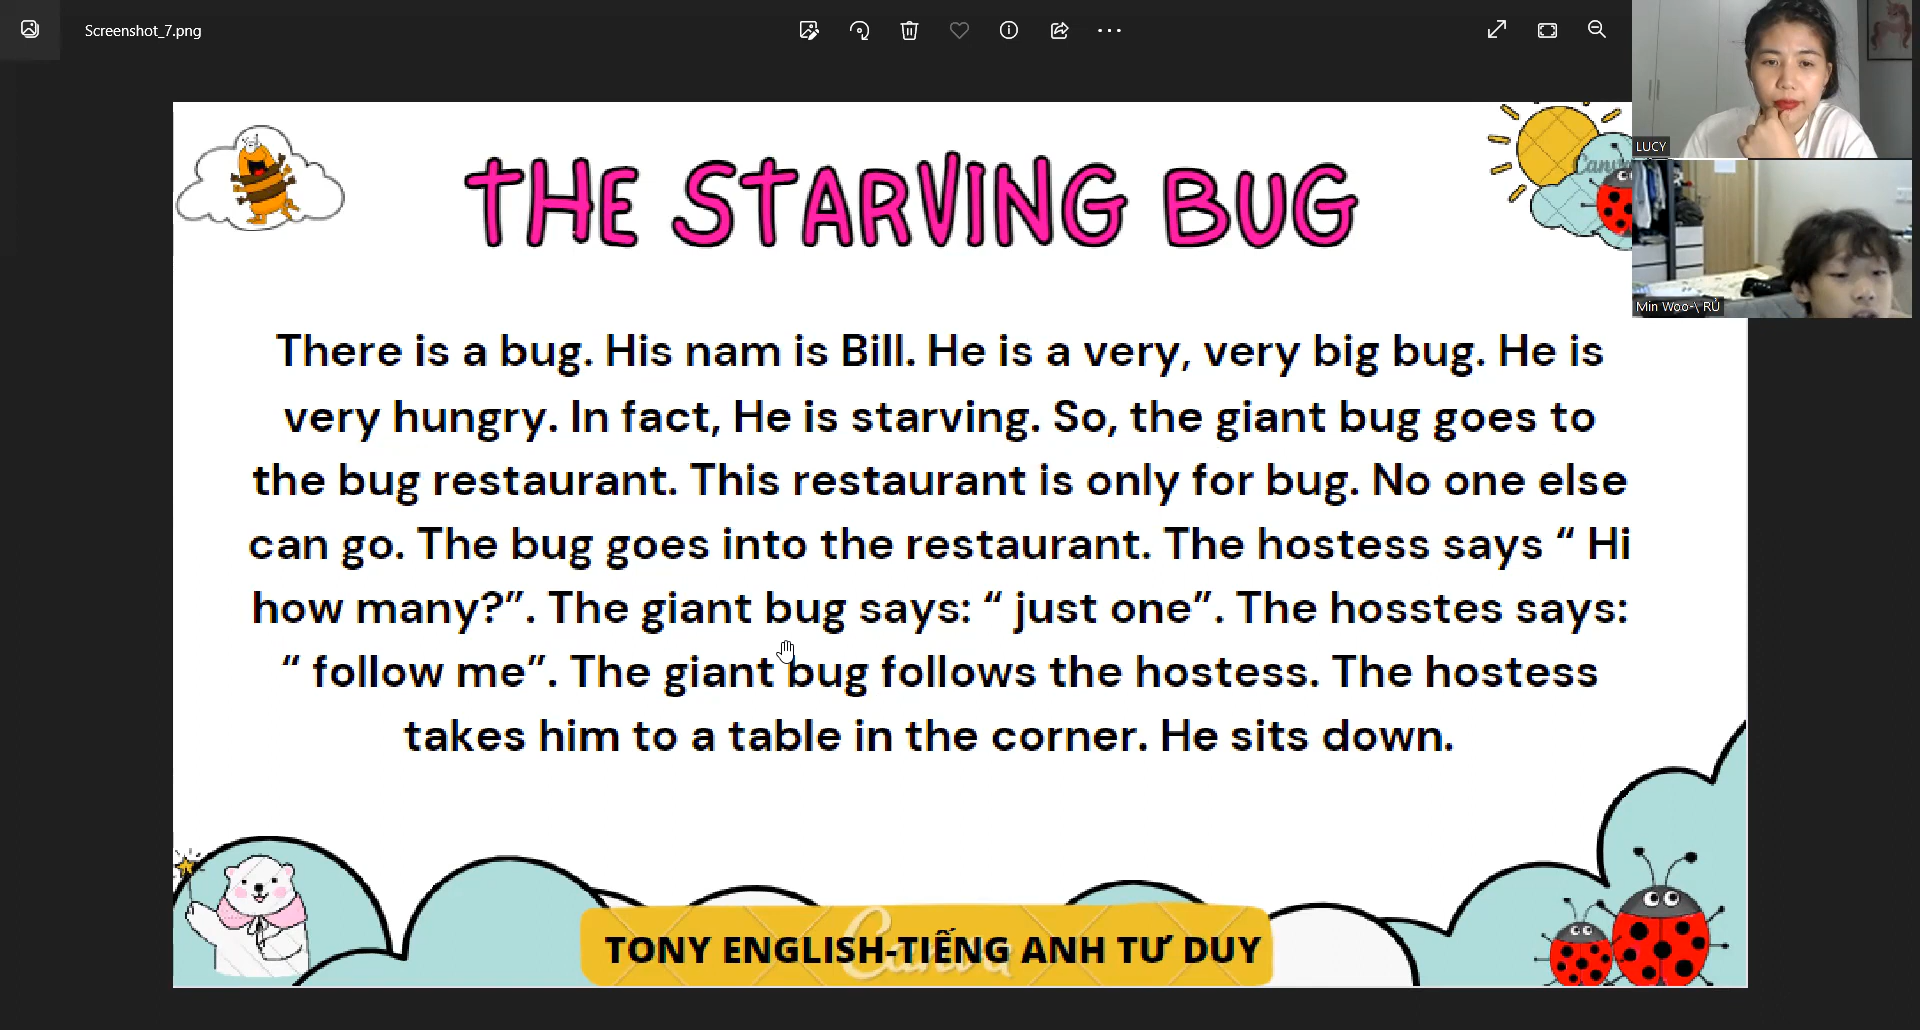 Screenshot_7.png
LUCY
Min Woo-\ RỦ
THE STARVING BUG
There is a bug. His nam is Bill. He is a very, very big bug. He is
very hungry. In fact, He is starving. So, the giant bug goes to
the bug restaurant. This restaurant is only for bug. No one else
can go. The bug goes into the restaurant. The hostess says “ Hi
how many?”. The giant bug says: “ just one”. The hosstes says:
“ follow me”. The giant bug follows the hostess. The hostess
takes him to a table in the corner. He sits down.
TONY ENGLISH-TIẾNG ANH TƯ DUY
Canva